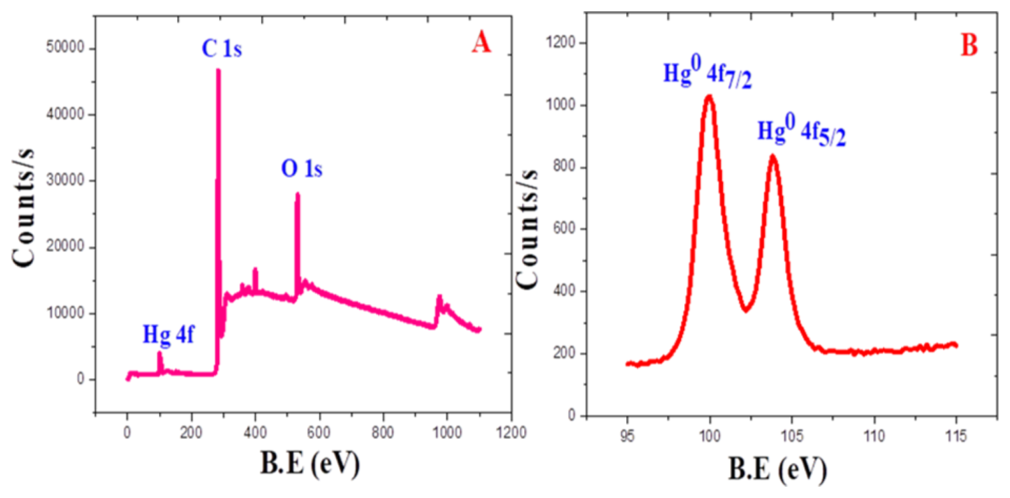 A
C 1s
O 1s
Hg 4f
Counts/s
50000
40000
30000
20000
10000
0
0 200 400 600 800 1000 1200
B.E (eV)
B
Hg0 4f7/2
Hg0 4f5/2
Counts/s
1200
1000
800
600
400
200
0
95 100 105 110 115
B.E (eV)